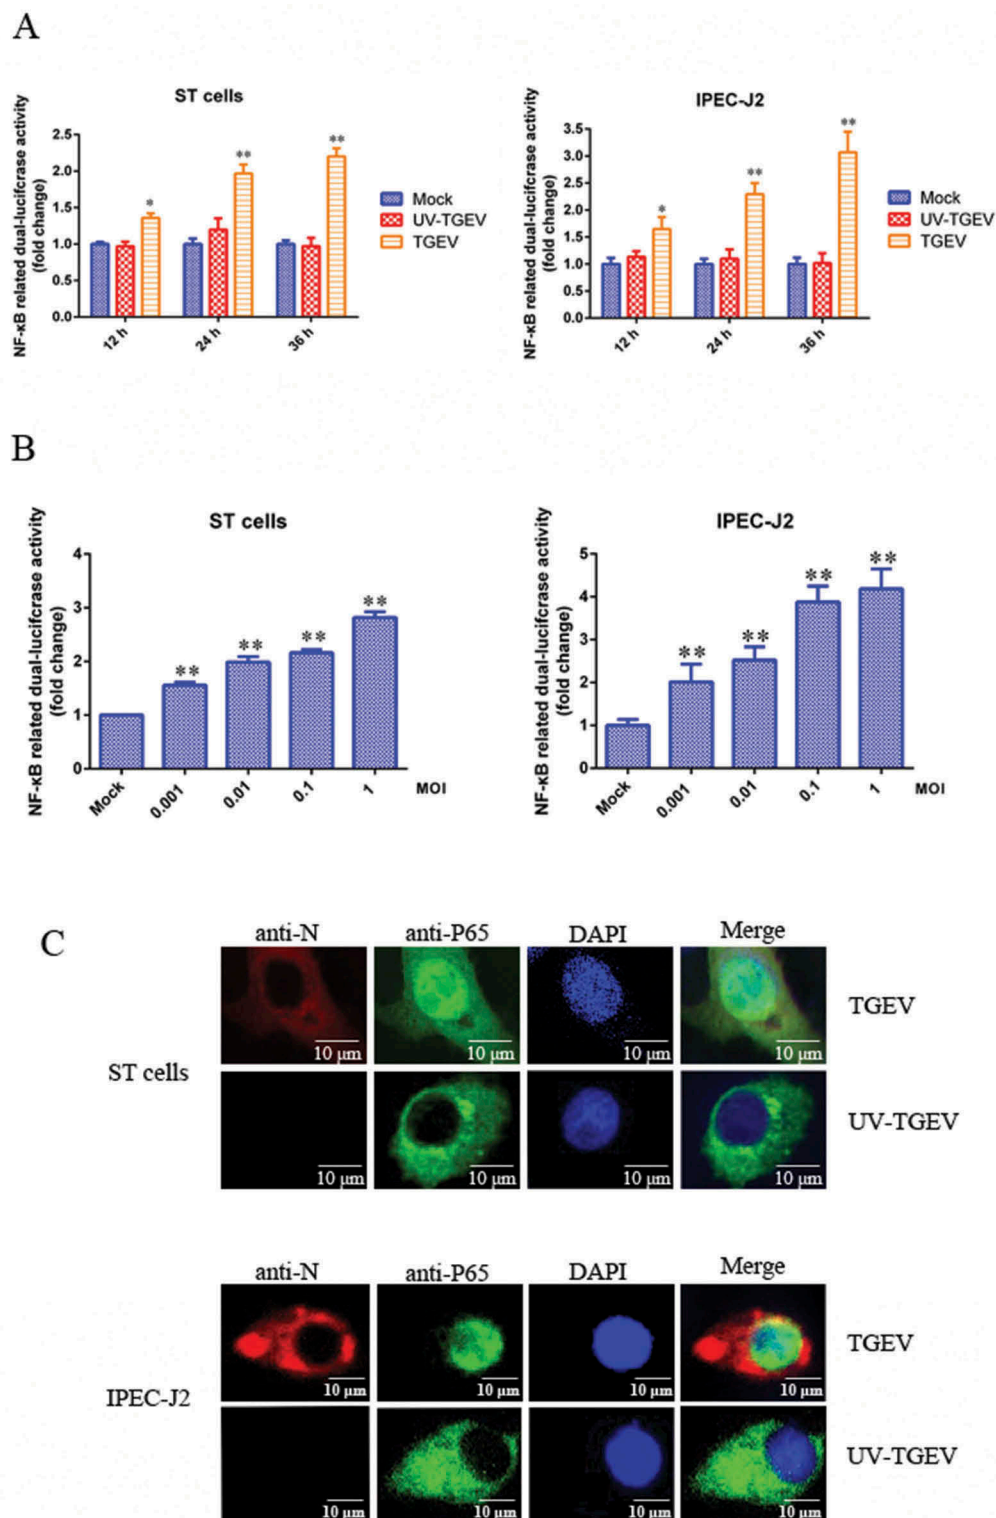 A
ST cells
NF-κB related dual-lucifcrase activity
(fold change)
2.5
2.0
1.5
1.0
0.5
0.0
**
**
*
12 h
24 h
36 h
Mock
UV-TGEV
TGEV
IPEC-J2
NF-κB related dual-lucifcrase activity
(fold change)
3.5
3.0
2.5
2.0
1.5
1.0
0.5
0.0
**
**
*
12 h
24 h
36 h
Mock
UV-TGEV
TGEV
B
ST cells
NF-κB related dual-lucifcrase activity
(fold change)
4
3
2
1
0
**
**
**
**
Mock
0.001
0.01
0.1
1
MOI
IPEC-J2
NF-κB related dual-lucifcrase activity
(fold change)
5
4
3
2
1
0
**
**
**
**
Mock
0.001
0.01
0.1
1
MOI
C
anti-N anti-P65 DAPI Merge
10 μm 10 μm 10 μm 10 μm
TGEV
ST cells
10 μm 10 μm 10 μm 10 μm
UV-TGEV
anti-N anti-P65 DAPI Merge
10 μm 10 μm 10 μm 10 μm
TGEV
IPEC-J2
10 μm 10 μm 10 μm 10 μm
UV-TGEV